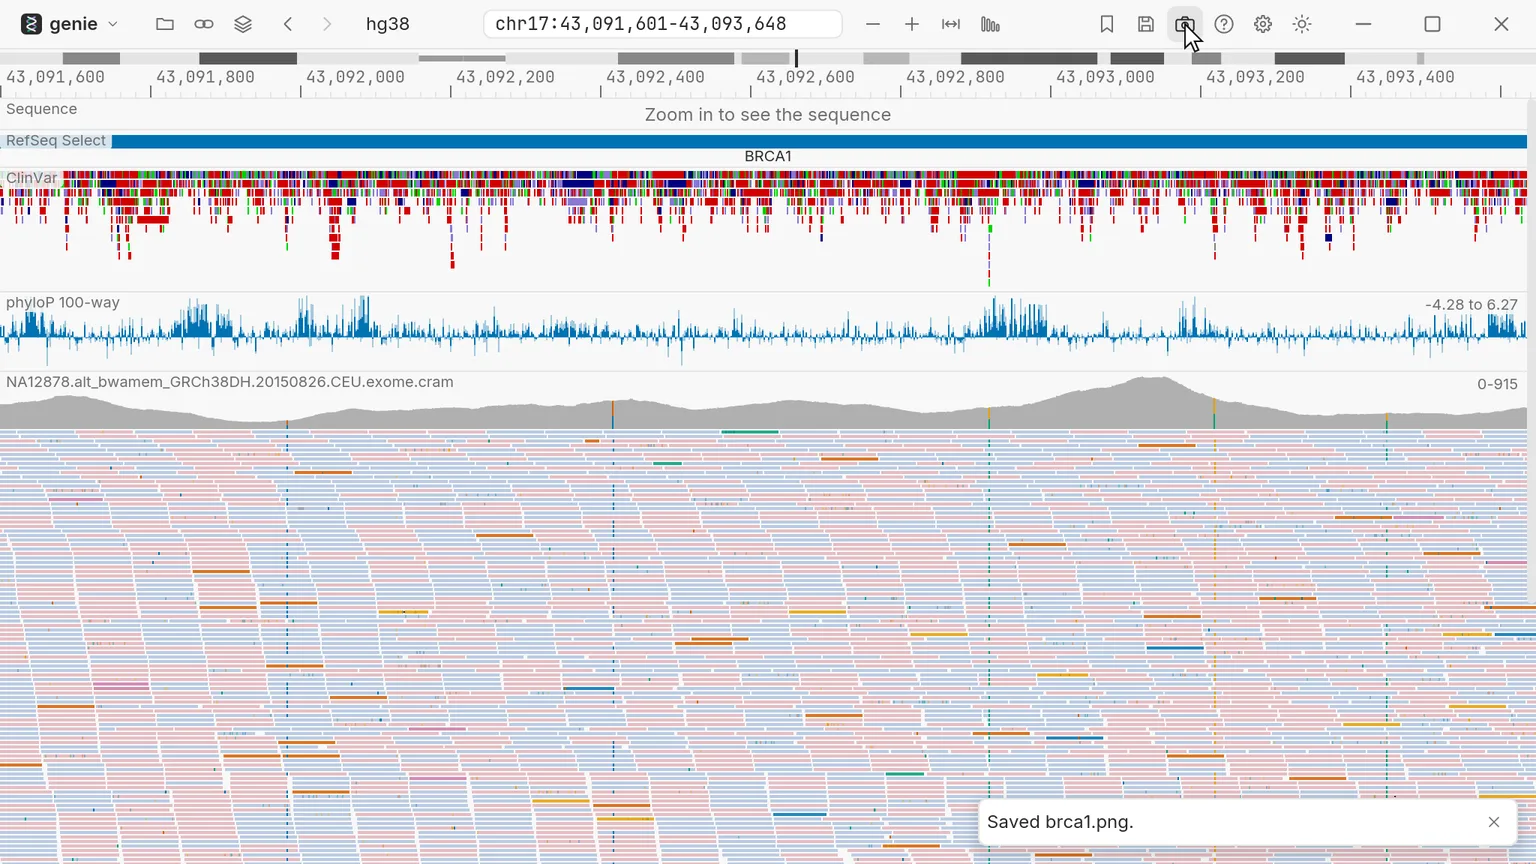 genie hg38 chr17:43,091,601-43,093,648
43,091,600 43,091,800 43,092,000 43,092,200 43,092,400 43,092,600 43,092,800 43,093,000 43,093,200 43,093,400
Sequence
Zoom in to see the sequence
RefSeq Select
BRCA1
ClinVar
phyloP 100-way -4.28 to 6.27
NA12878.alt_bwamem_GRCh38DH.20150826.CEU.exome.cram 0-915
Saved brca1.png.